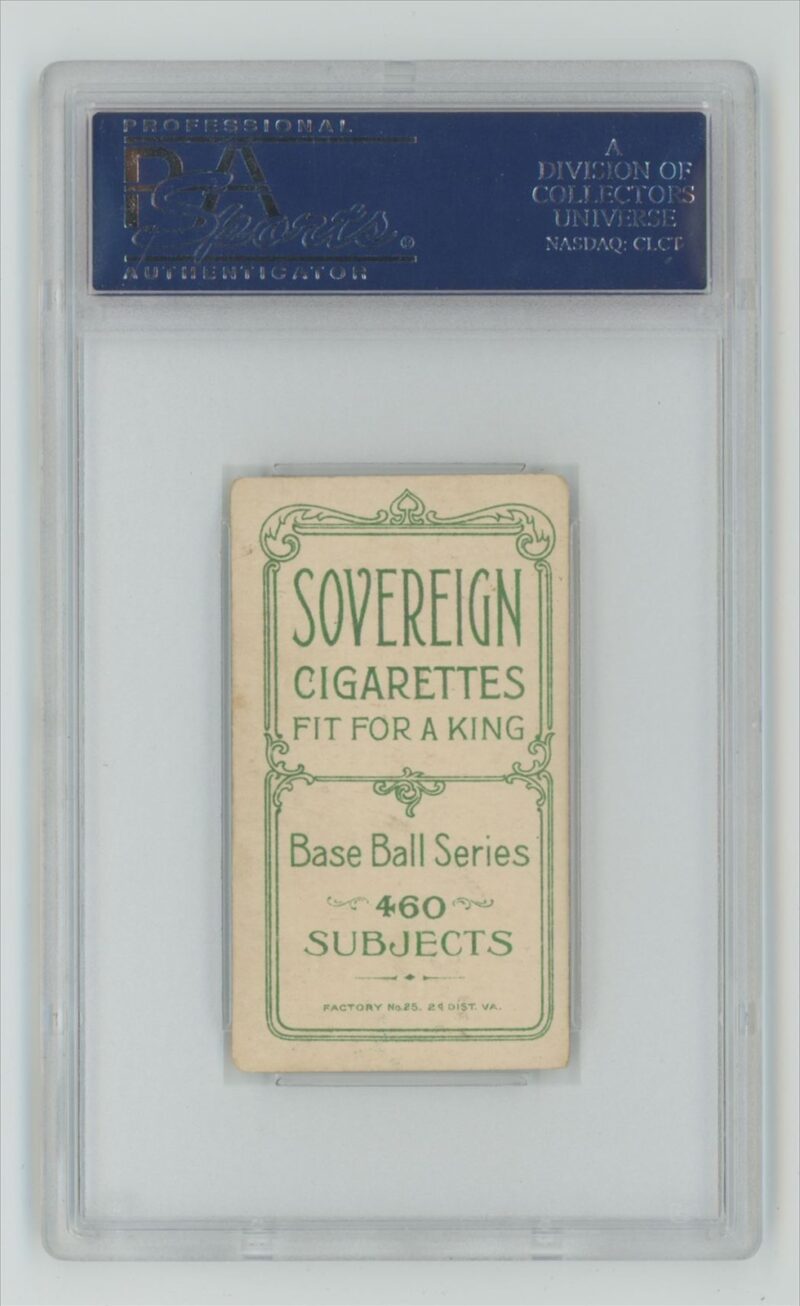 PROFESSIONAL
PSA
Sports®
AUTHENTICATOR
A
DIVISION OF
COLLECTORS
UNIVERSE
NASDAQ: CLCT
SOVEREIGN
CIGARETTES
FIT FOR A KING
Base Ball Series
460
SUBJECTS
FACTORY No. 25. 2d DIST. VA.